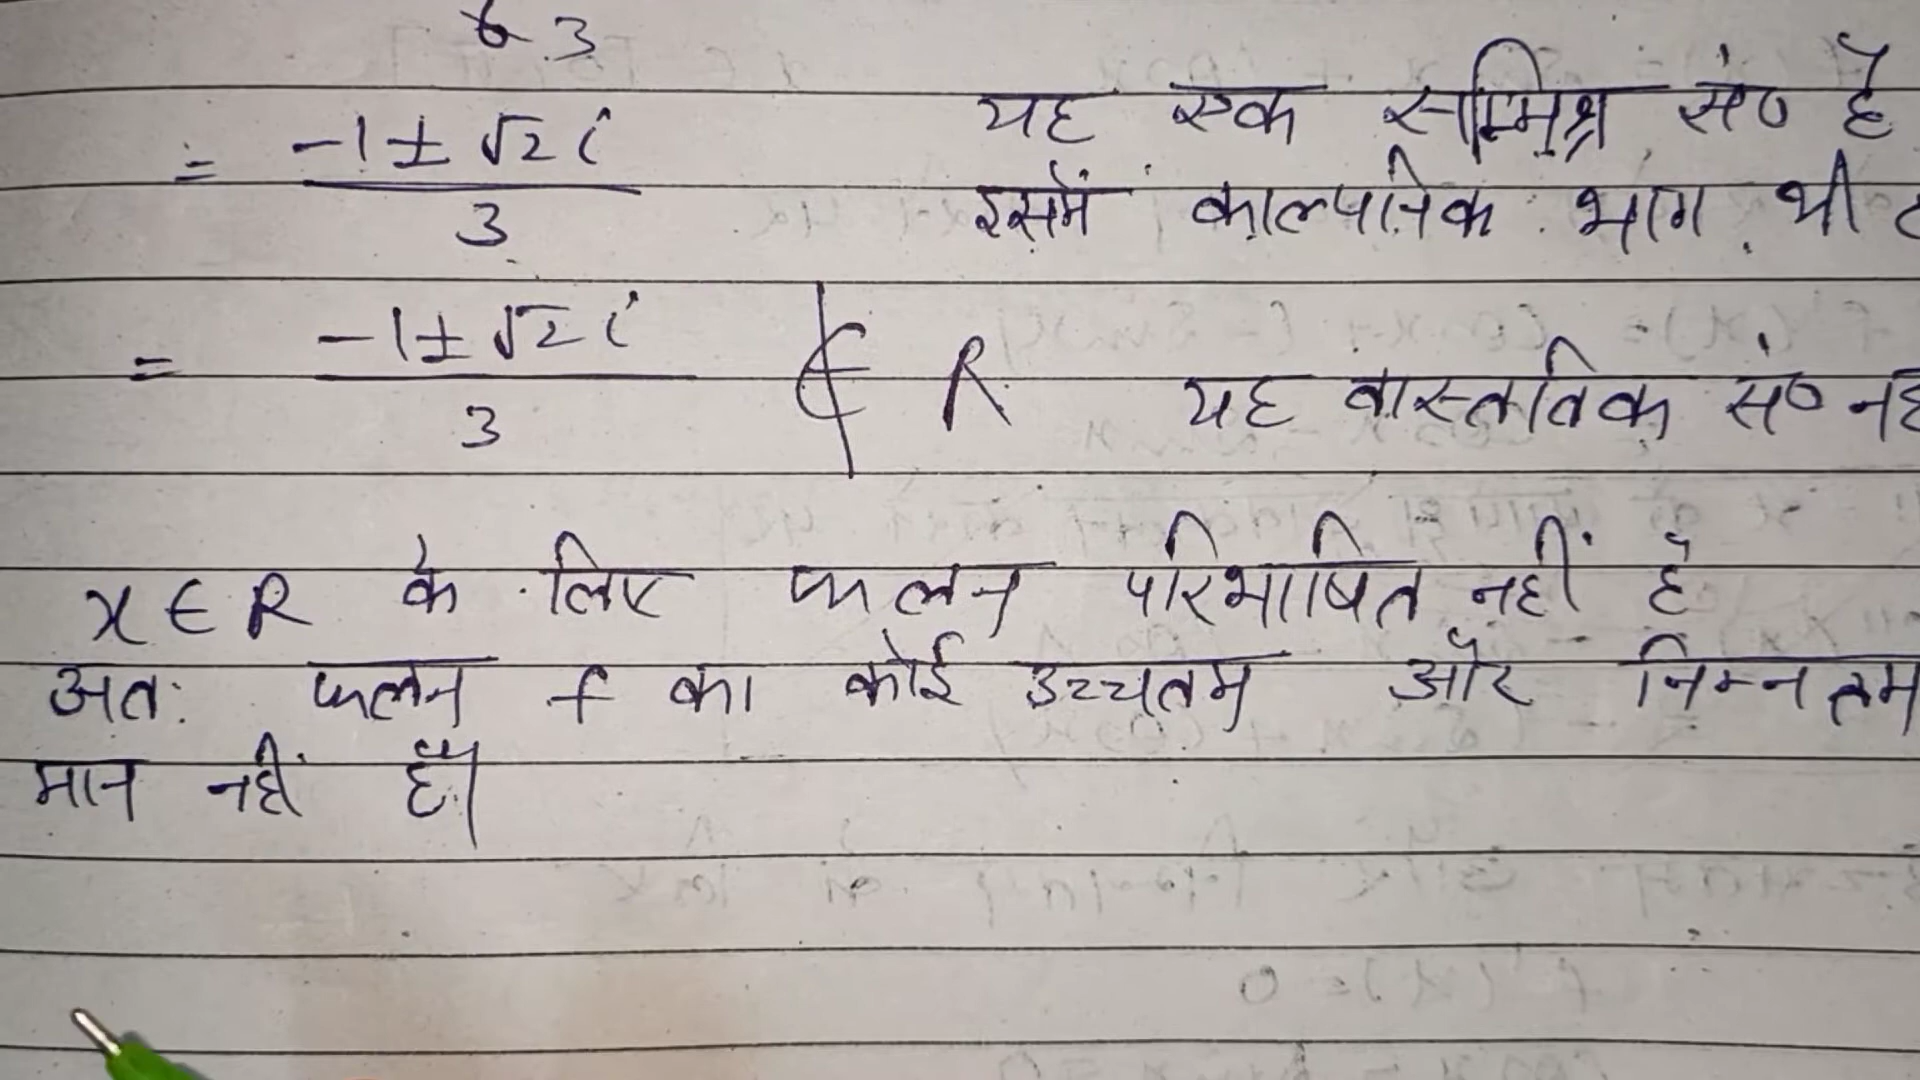 6 3
यह एक सम्मिश्र सं० है
= -1 ± √2 i / 3
इसमें काल्पनिक भाग भी
= -1 ± √2 i / 3 ∉ R यह वास्तविक सं०
x ∈ R के लिए फलन परिभाषित नहीं है
अतः फलन f का कोई उच्चतम और निम्नतम
मान नहीं है।